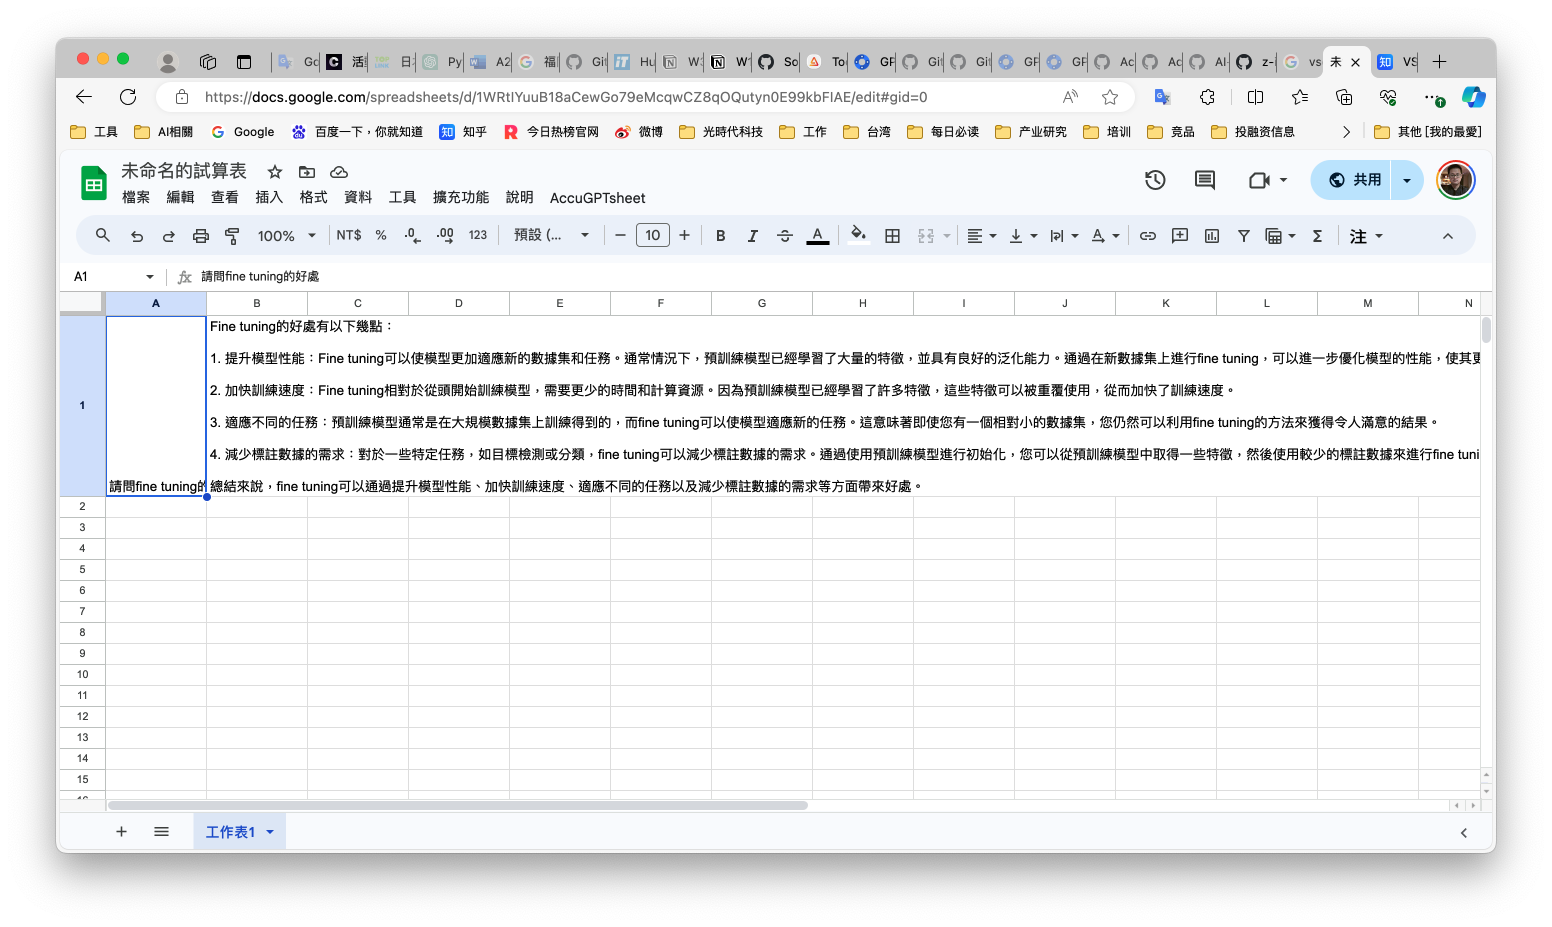 Gc
活
日
Py
A2
福
Git
Hu
W
W
So
To
GF
Git
Git
GF
GF
Ac
Ac
AI-
z-
vs
未
知
VS
https://docs.google.com/spreadsheets/d/1WRtlYuuB18aCewGo79eMcqwCZ8qOQutyn0E99kbFIAE/edit#gid=0
工具 AI相關 Google 百度一下，你就知道 知 知乎 R 今日热榜官网 微博 光時代科技 工作 台湾 每日必读 产业研究 培训 竞品 投融资信息 其他 [我的最愛]
未命名的試算表
檔案 編輯 查看 插入 格式 資料 工具 擴充功能 說明 AccuGPTsheet
共用
100% NT$ % .0 .00 123 預設 (... 10 B I A Σ 注
A1 fx 請問fine tuning的好處
A B C D E F G H I J K L M N
Fine tuning的好處有以下幾點：
1. 提升模型性能：Fine tuning可以使模型更加適應新的數據集和任務。通常情況下，預訓練模型已經學習了大量的特徵，並具有良好的泛化能力。通過在新數據集上進行fine tuning，可以進一步優化模型的性能，使其更
2. 加快訓練速度：Fine tuning相對於從頭開始訓練模型，需要更少的時間和計算資源。因為預訓練模型已經學習了許多特徵，這些特徵可以被重覆使用，從而加快了訓練速度。
1
3. 適應不同的任務：預訓練模型通常是在大規模數據集上訓練得到的，而fine tuning可以使模型適應新的任務。這意味著即使您有一個相對小的數據集，您仍然可以利用fine tuning的方法來獲得令人滿意的結果。
4. 減少標註數據的需求：對於一些特定任務，如目標檢測或分類，fine tuning可以減少標註數據的需求。通過使用預訓練模型進行初始化，您可以從預訓練模型中取得一些特徵，然後使用較少的標註數據來進行fine tuni
請問fine tuning的 總結來說，fine tuning可以通過提升模型性能、加快訓練速度、適應不同的任務以及減少標註數據的需求等方面帶來好處。
2
3
4
5
6
7
8
9
10
11
12
13
14
15
工作表1